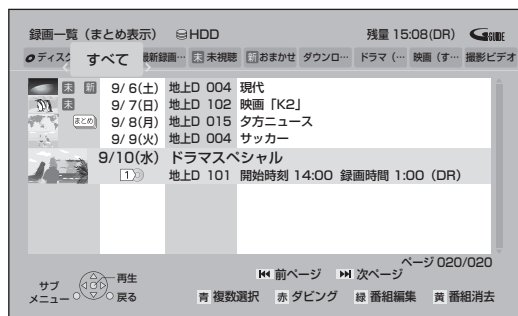 録画一覧（まとめ表示） HDD 残量 15:08(DR) G-GUIDE
ディスク すべて 最新録画… 未 未視聴 新 おまかせ ダウンロ… ドラマ（… 映画（す… 撮影ビデオ
未 新 9/ 6(土) 地上D 004 現代
未 9/ 7(日) 地上D 102 映画「K2」
まとめ 9/ 8(月) 地上D 015 夕方ニュース
9/ 9(火) 地上D 004 サッカー
9/10(水) ドラマスペシャル
1 地上D 101 開始時刻 14:00 録画時間 1:00（DR）
ページ 020/020
前ページ 次ページ
サブメニュー 再生 戻る
青 複数選択 赤 ダビング 緑 番組編集 黄 番組消去